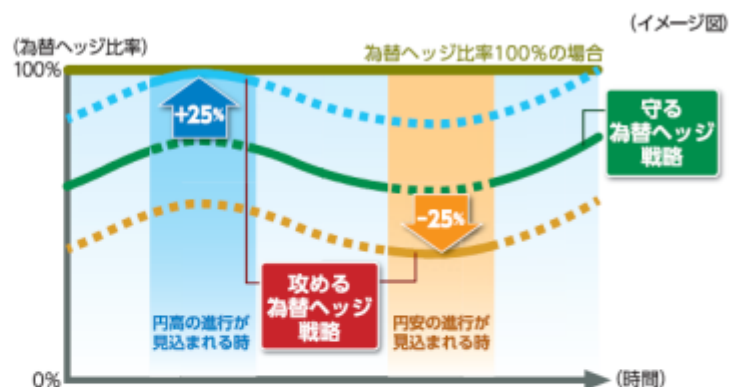 (イメージ図)
(為替ヘッジ比率)
100%
為替ヘッジ比率100%の場合
+25%
守る
為替ヘッジ
戦略
-25%
攻める
為替ヘッジ
戦略
円高の進行が
見込まれる時
円安の進行が
見込まれる時
0%
(時間)